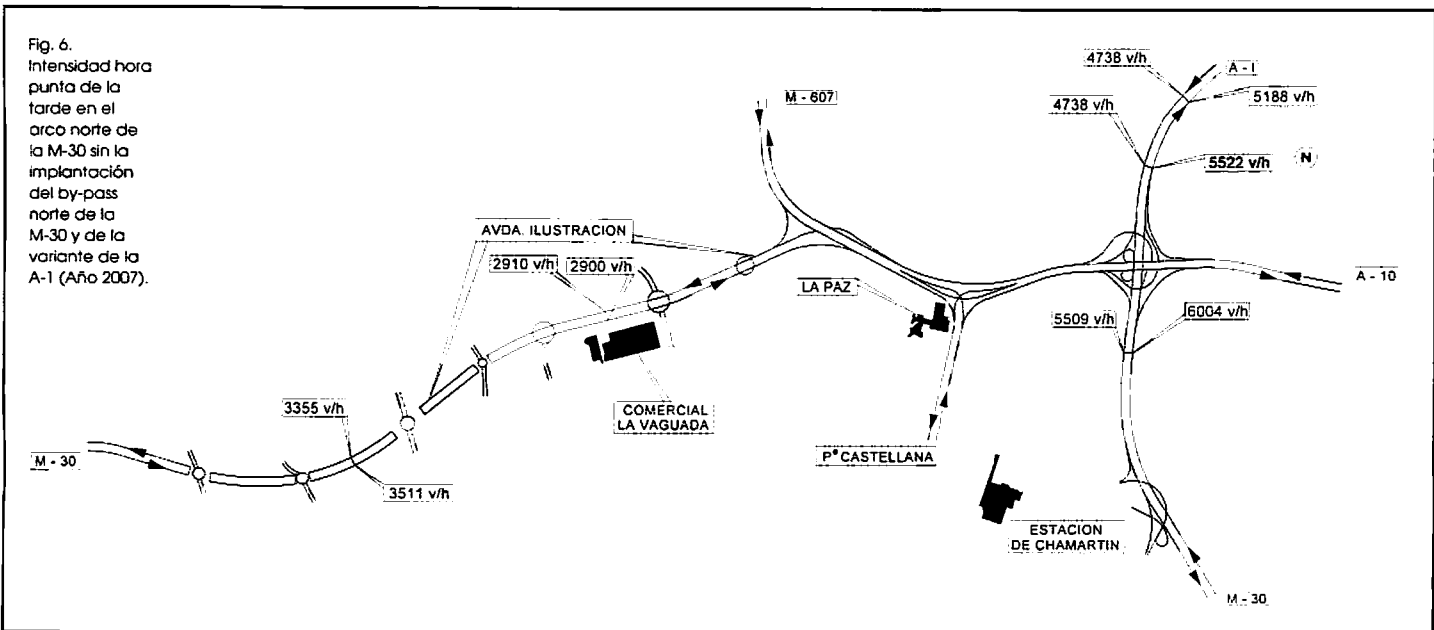 Fig. 6.
Intensidad hora
punta de la
tarde en el
arco norte de
la M-30 sin la
implantación
del by-pass
norte de la
M-30 y de la
variante de la
A-1 (Año 2007).
4738 v/h
A - I
5188 v/h
M - 607
4738 v/h
5522 v/h
N
AVDA. ILUSTRACION
2910 v/h
2900 v/h
LA PAZ
A - 10
5509 v/h
6004 v/h
3355 v/h
COMERCIAL
LA VAGUADA
M - 30
3511 v/h
Pº CASTELLANA
ESTACION
DE CHAMARTIN
M - 30